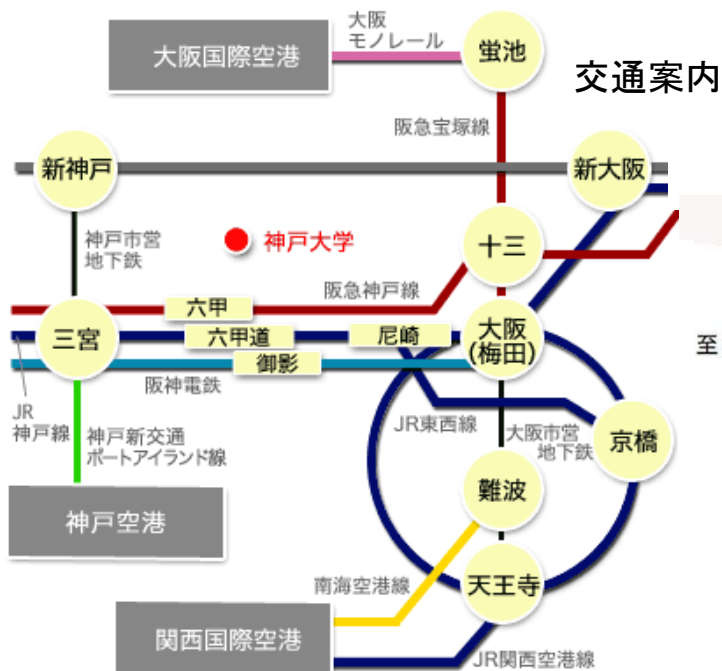 大阪
モノレール
大阪国際空港
蛍池
交通案内
阪急宝塚線
新神戸
新大阪
神戸市営
地下鉄
神戸大学
十三
阪急神戸線
六甲
三宮
六甲道
尼崎
大阪
(梅田)
至
御影
阪神電鉄
JR
神戸線
神戸新交通
ポートアイランド線
JR東西線
大阪市営
地下鉄
京橋
難波
神戸空港
南海空港線
天王寺
関西国際空港
JR関西空港線